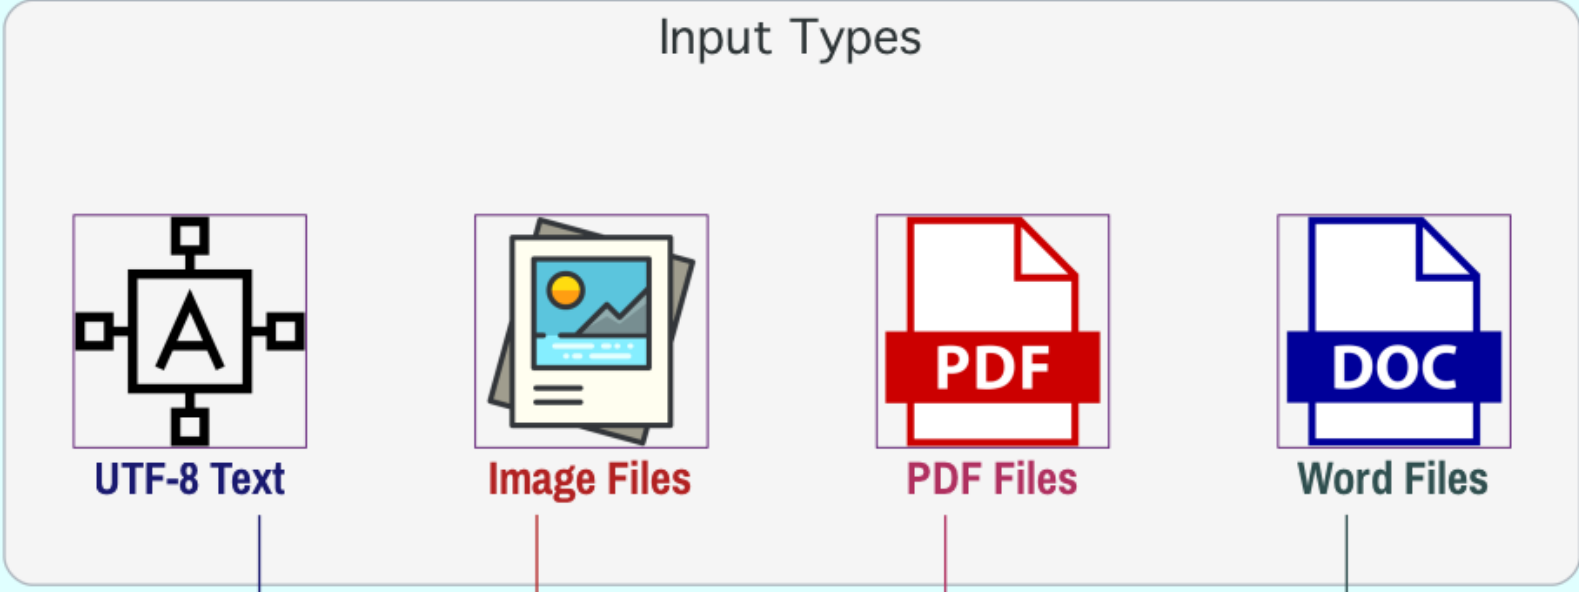 Input Types
A
PDF
DOC
UTF-8 Text
Image Files
PDF Files
Word Files